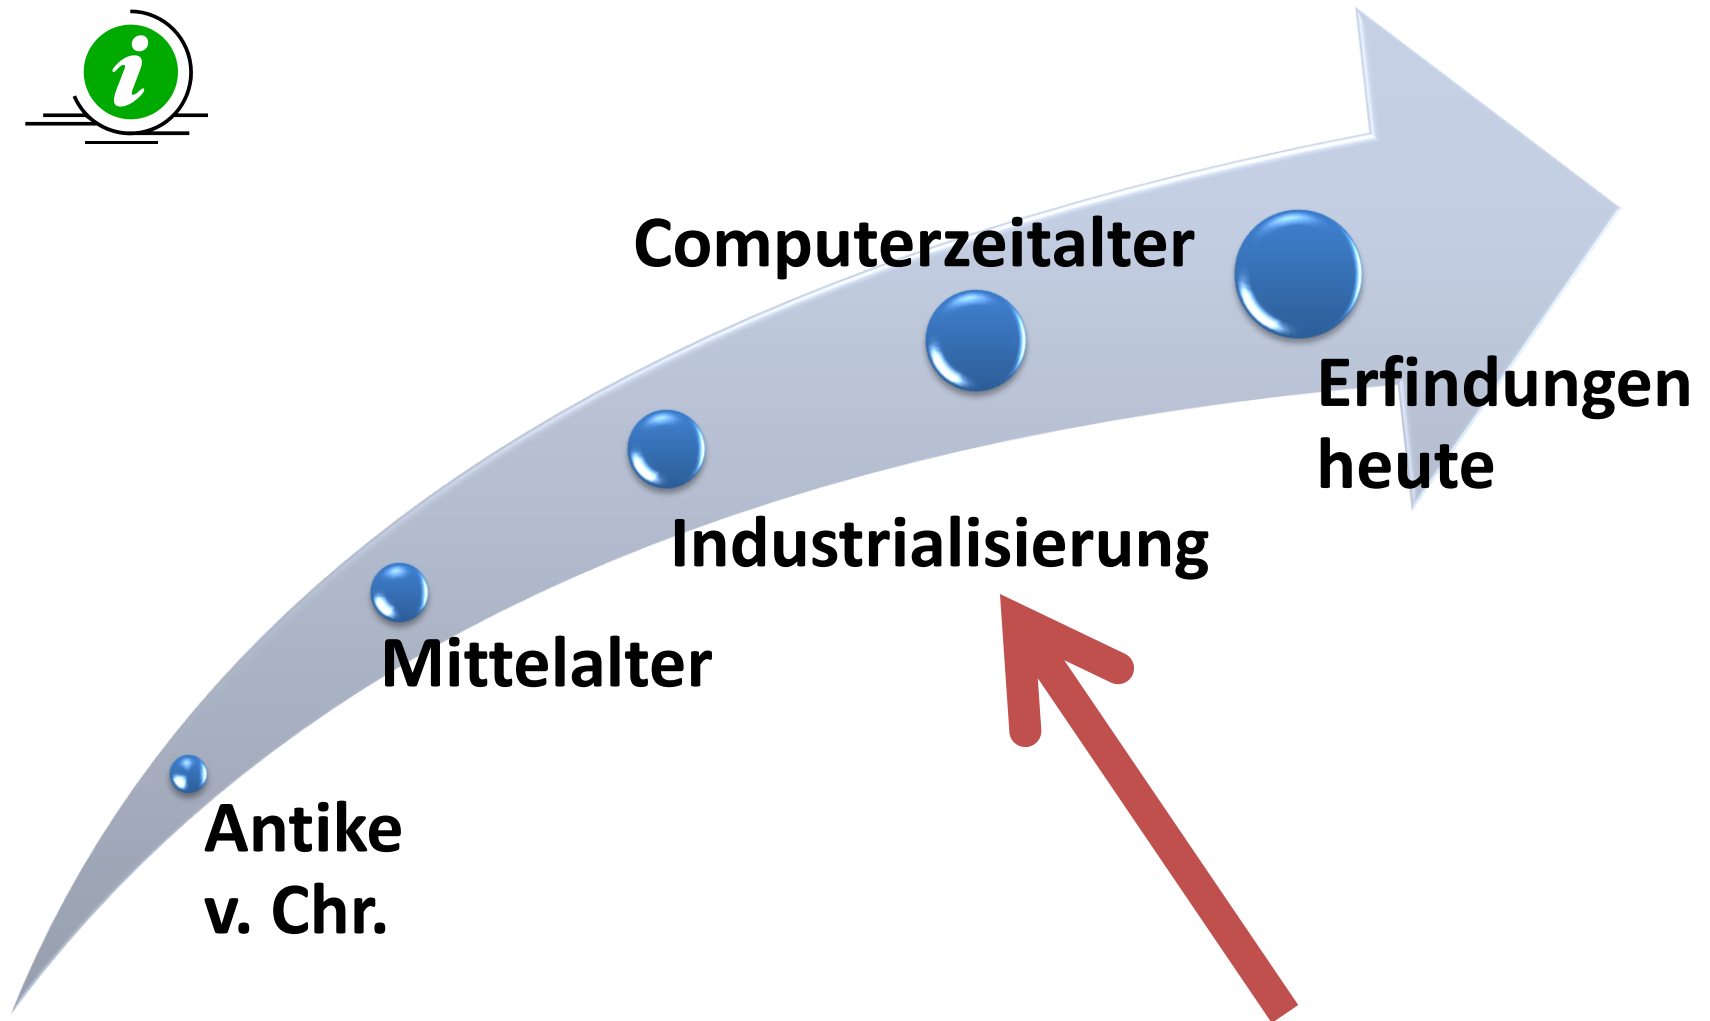 i
Computerzeitalter
Erfindungen
heute
Industrialisierung
Mittelalter
Antike
v. Chr.